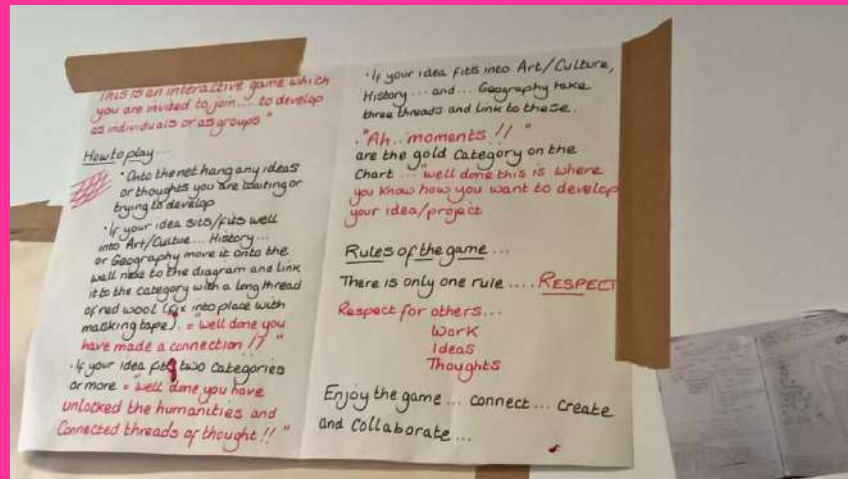 This is an interactive game which
you are invited to join.... to develop
as individuals or as groups "
How to play ...
• Onto the net hang any ideas
or thoughts you are waiting or
trying to develop
• If your idea sits/fits well
into Art/Culture... History...
or Geography move it onto the
wall next to the diagram and link
it to the category with a long thread
of red wool (fix into place with
masking tape). = "well done you
have made a connection !! "
• If your idea fits two categories
or more = "well done you have
unlocked the humanities and
Connected threads of thought !! "
• If your idea fits into Art/Culture,
History... and... Geography take
three threads and link to these.
• "Ah.. moments !! "
are the gold category on the
Chart ... "well done this is where
you know how you want to develop
your idea/project
Rules of the game ...
There is only one rule .... RESPECT
Respect for others...
Work
Ideas
Thoughts
Enjoy the game ... connect ... create
and collaborate ...